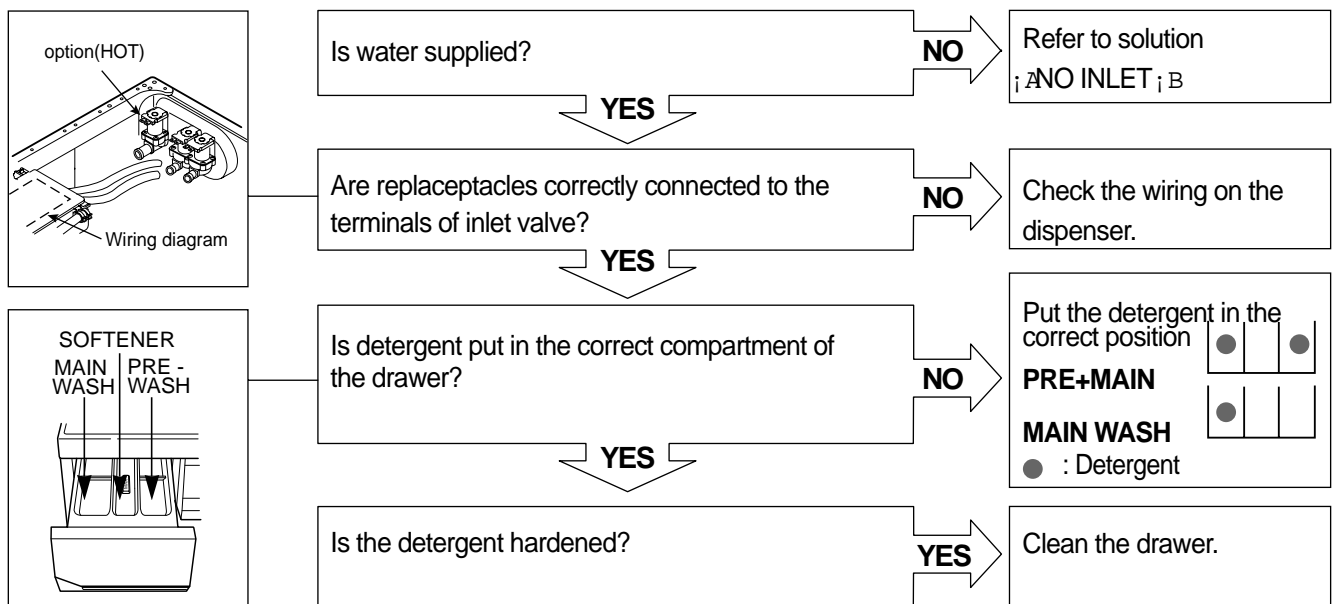 option(HOT)
Wiring diagram
Is water supplied?
NO
Refer to solution
¡ANO INLET¡B
YES
Are replaceptacles correctly connected to the
terminals of inlet valve?
NO
Check the wiring on the
dispenser.
YES
SOFTENER
MAIN PRE -
WASH WASH
Is detergent put in the correct compartment of
the drawer?
NO
Put the detergent in the
correct position
PRE+MAIN
MAIN WASH
: Detergent
YES
Is the detergent hardened?
YES
Clean the drawer.